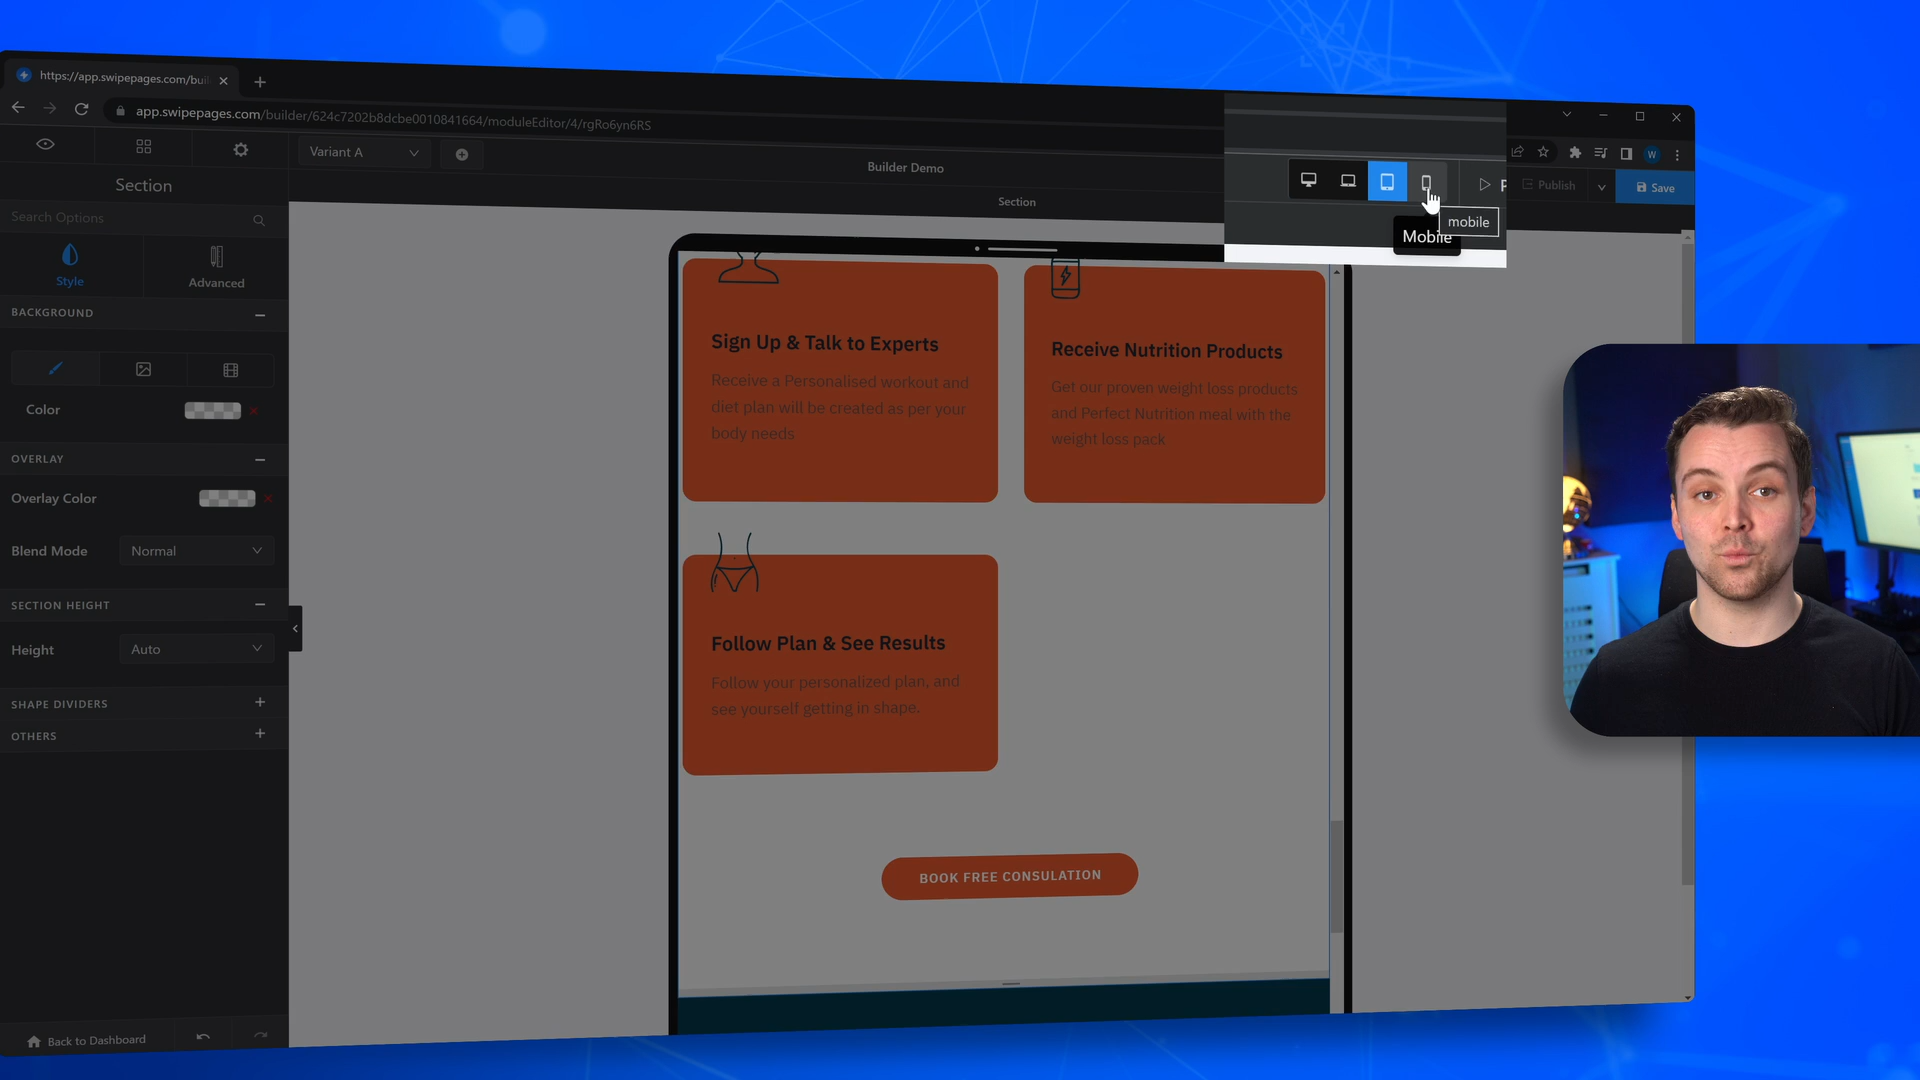 https://app.swipepages.com/bui
app.swipepages.com/builder/624c7202b8dcbe0010841664/moduleEditor/4/rgRo6yn6RS
Variant A
Builder Demo
Section
P
Publish
Save
W
mobile
Mobile
Section
Search Options
Style
Advanced
BACKGROUND
Color
OVERLAY
Overlay Color
Blend Mode
Normal
SECTION HEIGHT
Height
Auto
SHAPE DIVIDERS
OTHERS
Back to Dashboard
Sign Up & Talk to Experts
Receive a Personalised workout and
diet plan will be created as per your
body needs
Receive Nutrition Products
Get our proven weight loss products
and Perfect Nutrition meal with the
weight loss pack
Follow Plan & See Results
Follow your personalized plan, and
see yourself getting in shape.
BOOK FREE CONSULATION